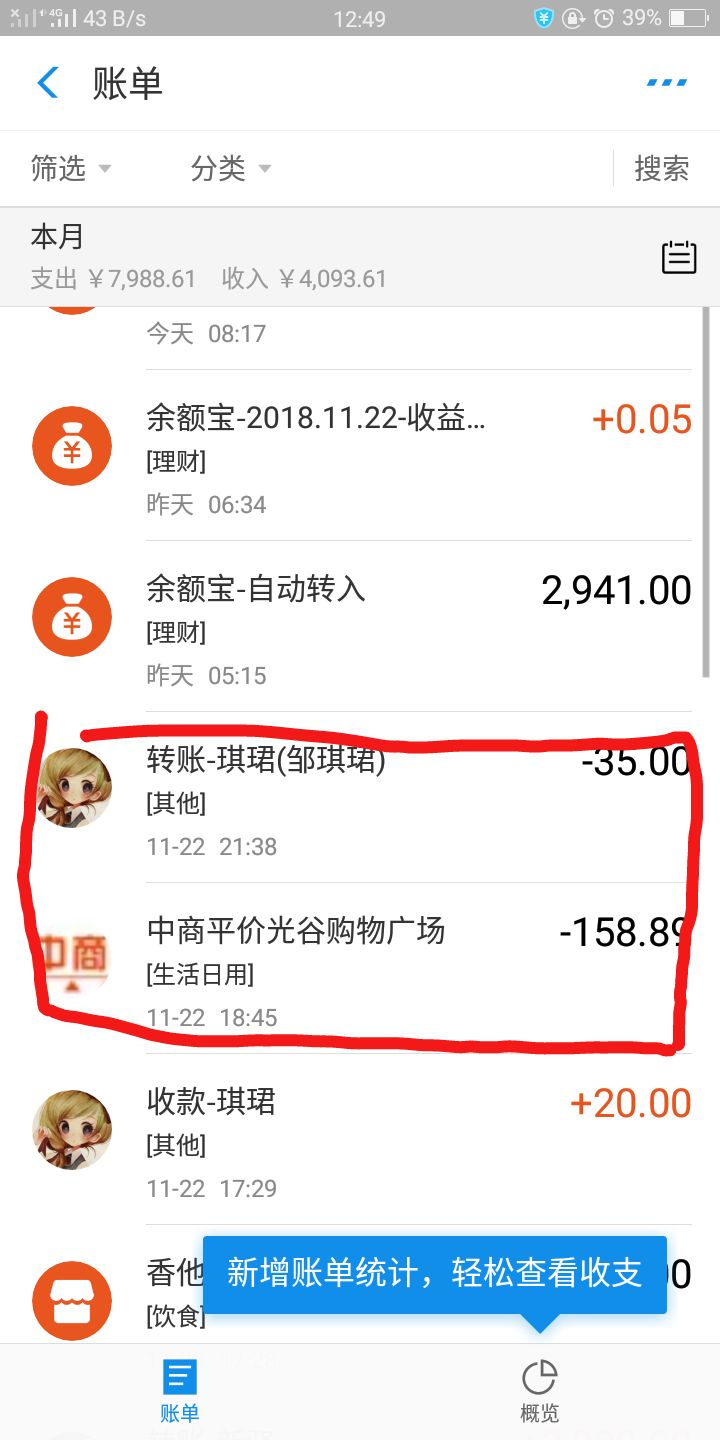 4G 43 B/s 12:49 39%
账单
筛选 分类 搜索
本月
支出 ￥7,988.61 收入 ￥4,093.61
今天 08:17
余额宝-2018.11.22-收益... +0.05
[理财]
昨天 06:34
余额宝-自动转入 2,941.00
[理财]
昨天 05:15
转账-琪珺(邹琪珺) -35.00
[其他]
11-22 21:38
中商
中商平价光谷购物广场 -158.89
[生活日用]
11-22 18:45
收款-琪珺 +20.00
[其他]
11-22 17:29
香他
新增账单统计，轻松查看收支
[饮食]
账单 概览